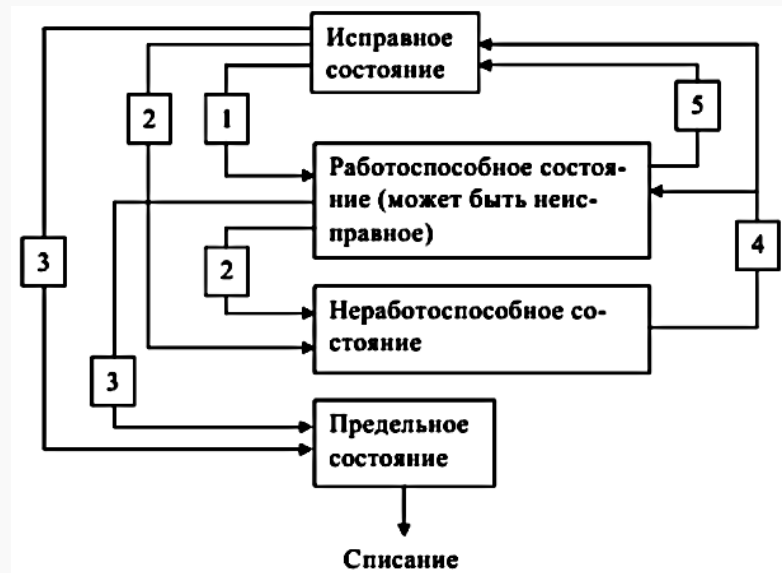 Исправное
состояние
2
1
5
Работоспособное состоя-
ние (может быть неис-
правное)
3
2
4
Неработоспособное со-
стояние
3
Предельное
состояние
Списание